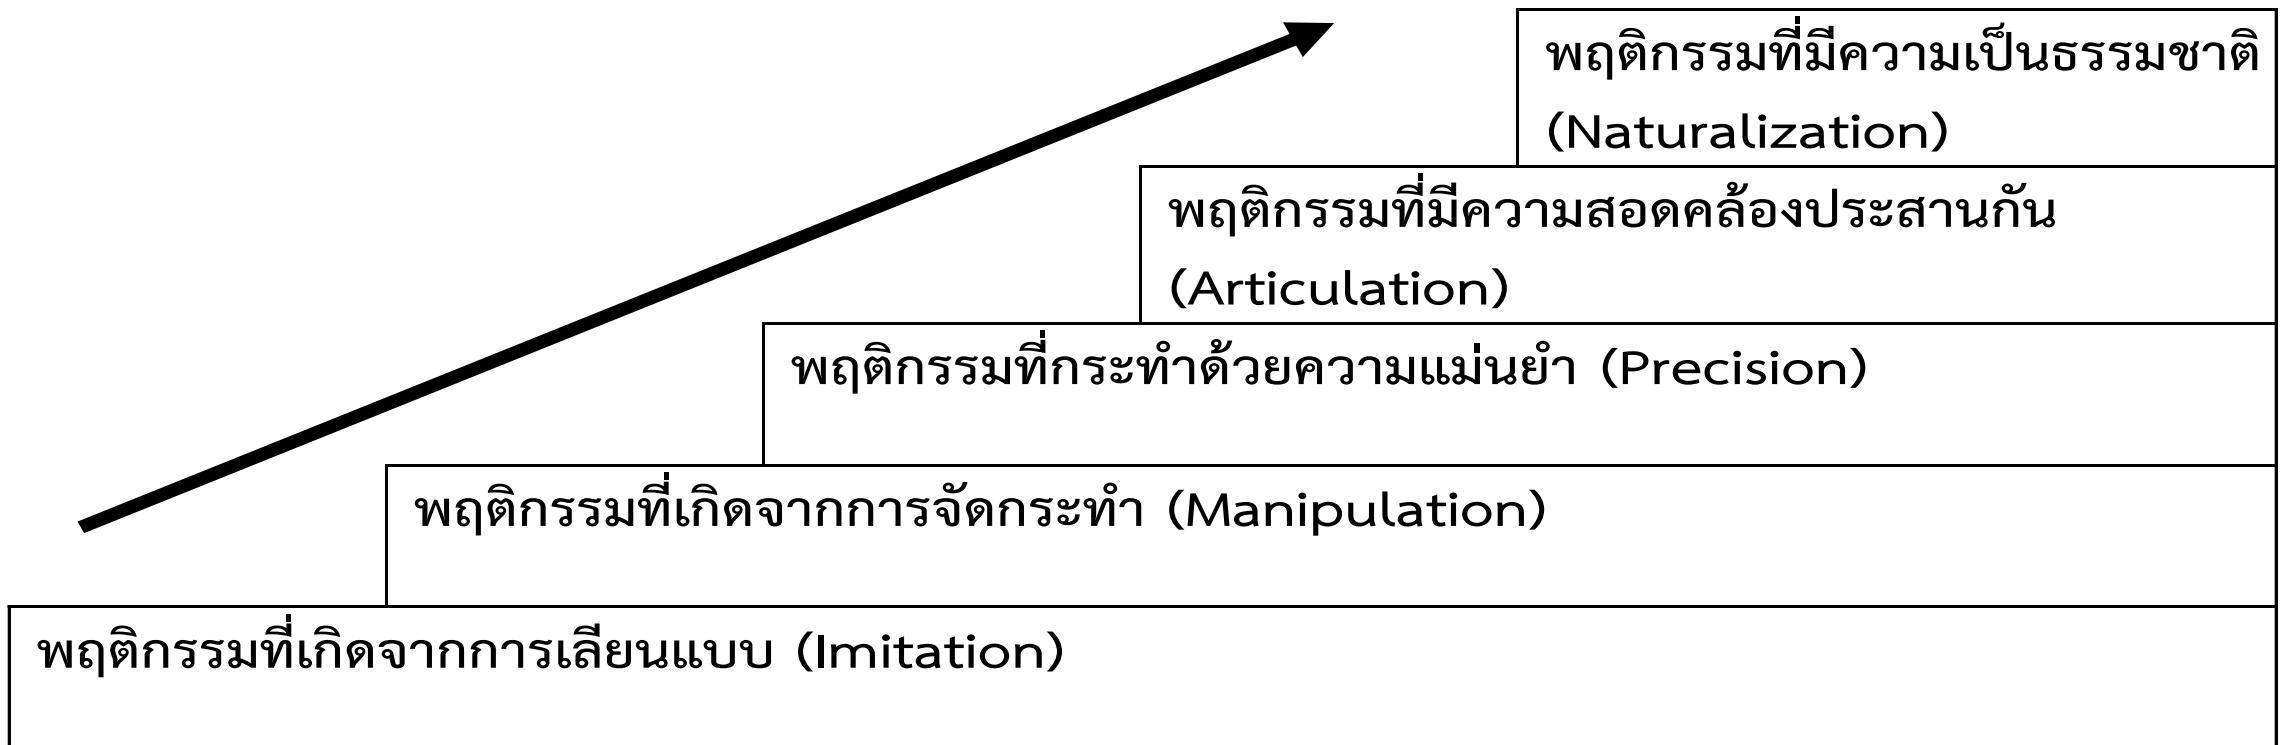 พฤติกรรมที่มีความเป็นธรรมชาติ
(Naturalization)
พฤติกรรมที่มีความสอดคล้องประสานกัน
(Articulation)
พฤติกรรมที่กระทำด้วยความแม่นยำ (Precision)
พฤติกรรมที่เกิดจากการจัดกระทำ (Manipulation)
พฤติกรรมที่เกิดจากการเลียนแบบ (Imitation)